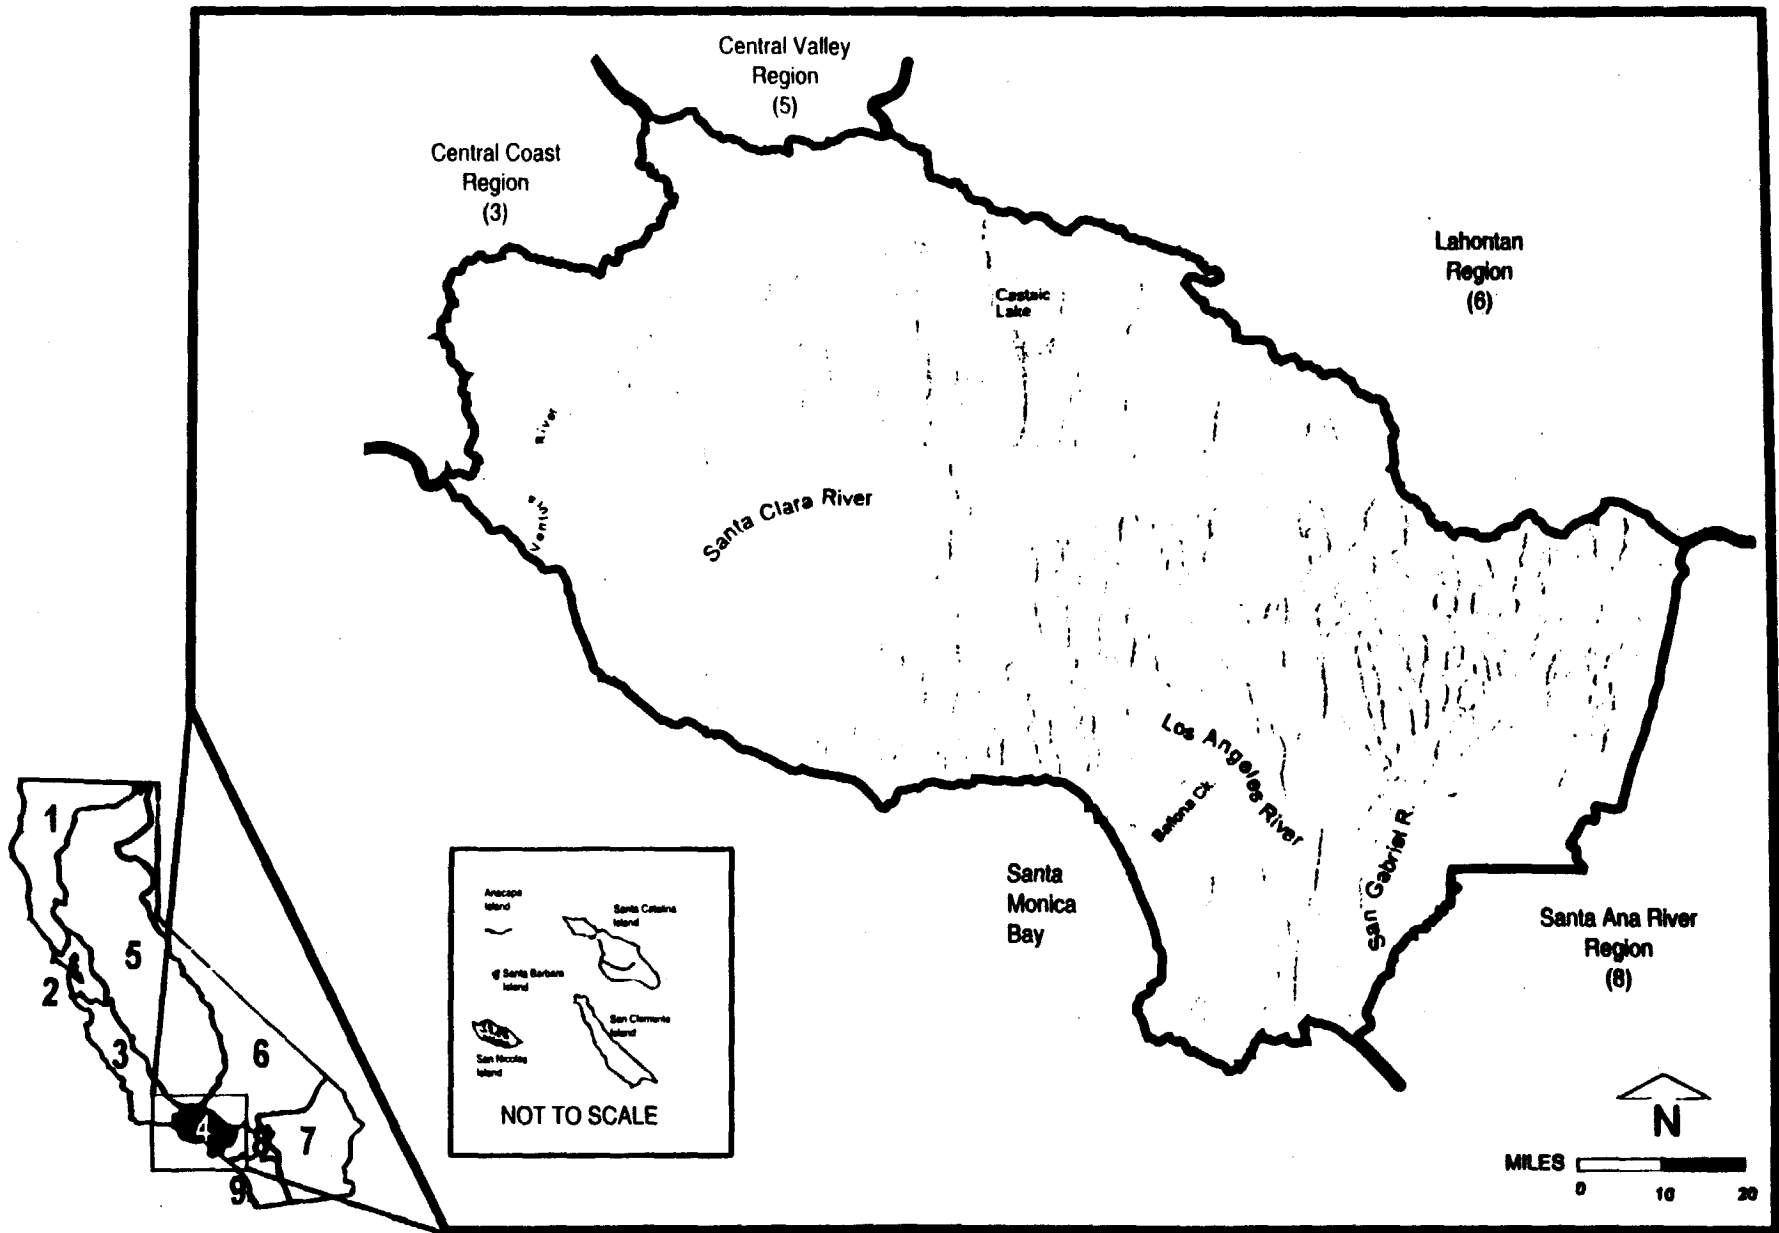 Central Valley
Region
(5)
Central Coast
Region
(3)
Lahontan
Region
(6)
Castaic
Lake
Ventura River
Santa Clara River
Los Angeles River
Ballona Ck.
San Gabriel R.
Santa
Monica
Bay
Santa Ana River
Region
(8)
1
2
3
4
5
6
7
8
9
Anacapa
Island
Santa Catalina
Island
Santa Barbara
Island
San Clemente
Island
San Nicolas
Island
NOT TO SCALE
N
MILES
0 10 20